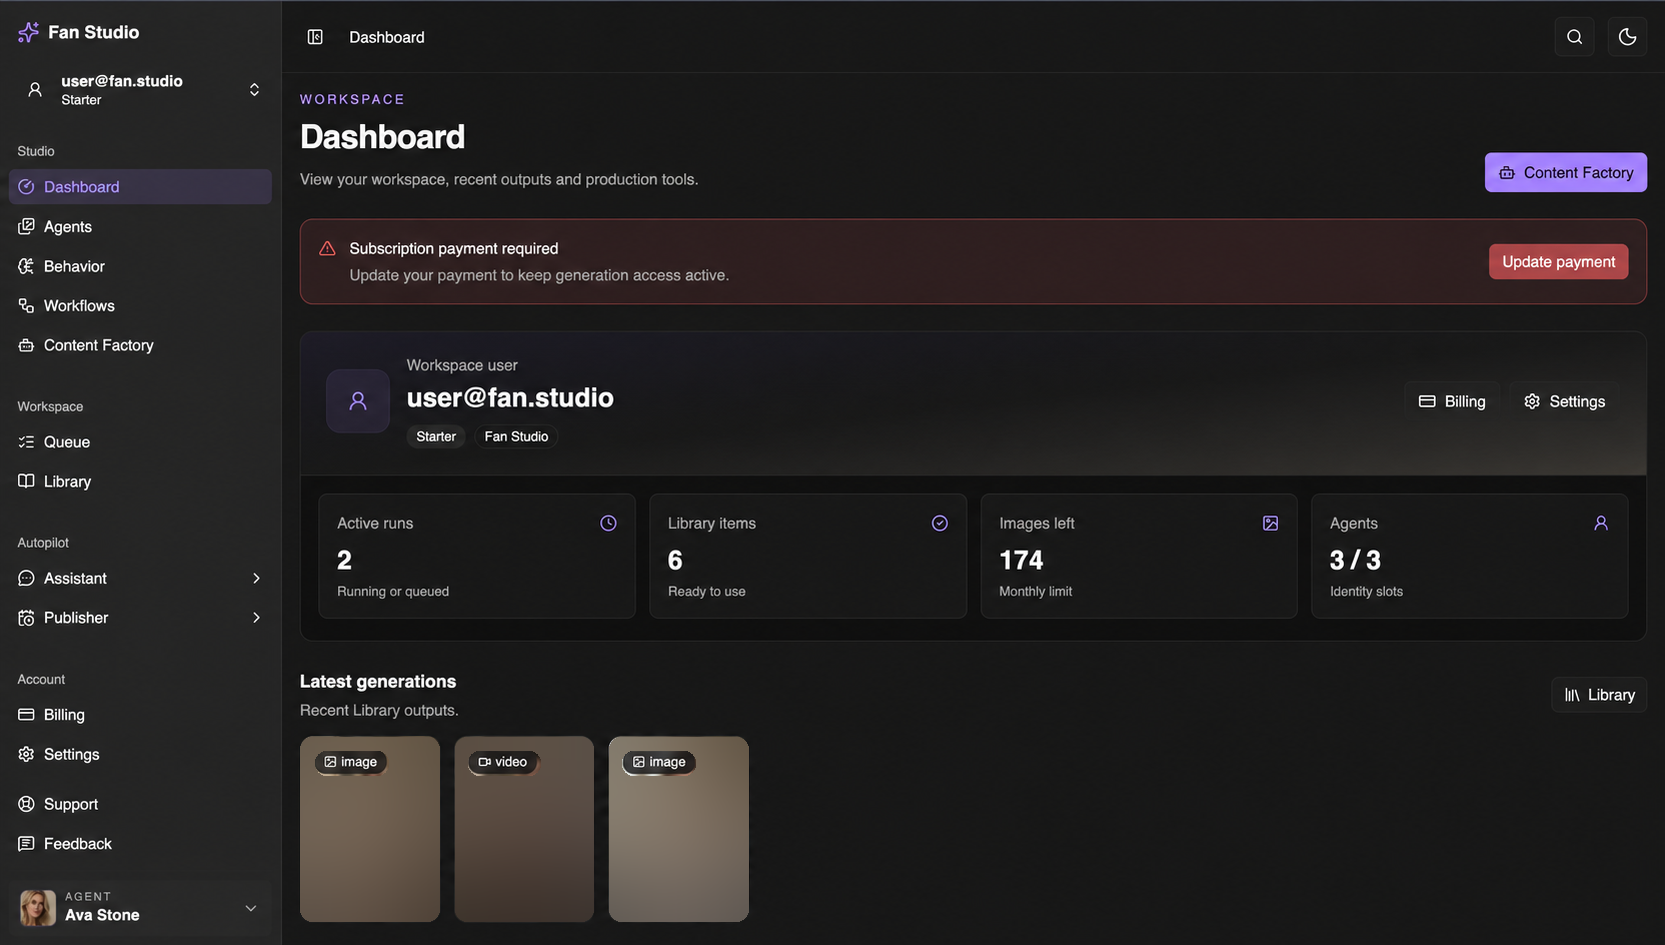 Fan Studio
user@fan.studio
Starter
Studio
Dashboard
Agents
Behavior
Workflows
Content Factory
Workspace
Queue
Library
Autopilot
Assistant
Publisher
Account
Billing
Settings
Support
Feedback
AGENT
Ava Stone
Dashboard
WORKSPACE
Dashboard
View your workspace, recent outputs and production tools.
Content Factory
Subscription payment required
Update your payment to keep generation access active.
Update payment
Workspace user
user@fan.studio
Starter
Fan Studio
Billing
Settings
Active runs
2
Running or queued
Library items
6
Ready to use
Images left
174
Monthly limit
Agents
3 / 3
Identity slots
Latest generations
Recent Library outputs.
Library
image
video
image